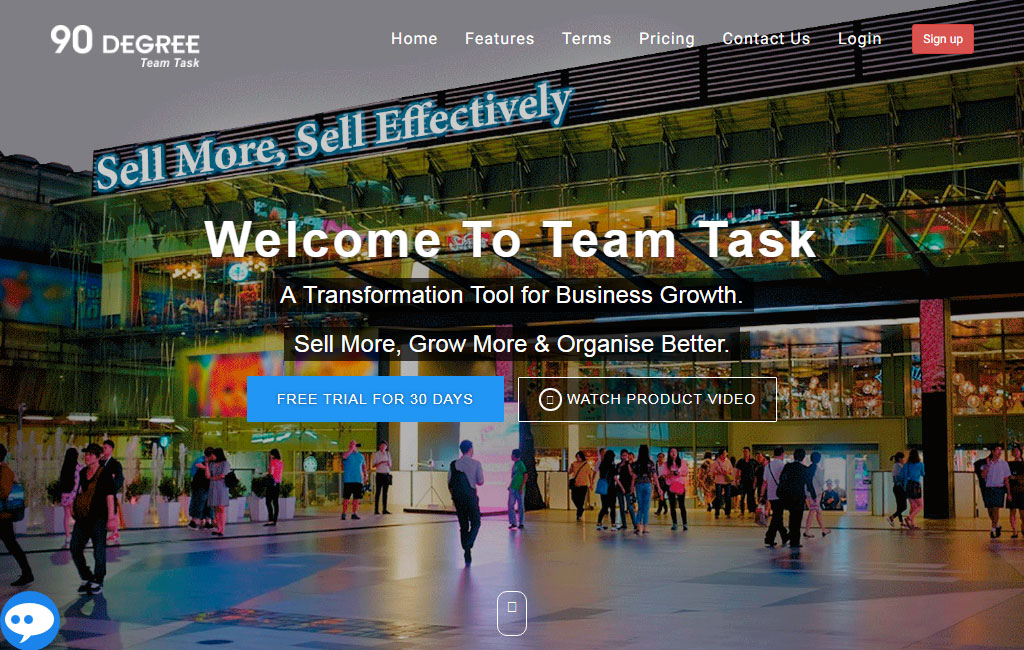 90 DEGREE
Team Task
Home Features Terms Pricing Contact Us Login Sign up
Sell More, Sell Effectively
Welcome To Team Task
A Transformation Tool for Business Growth.
Sell More, Grow More & Organise Better.
FREE TRIAL FOR 30 DAYS
WATCH PRODUCT VIDEO